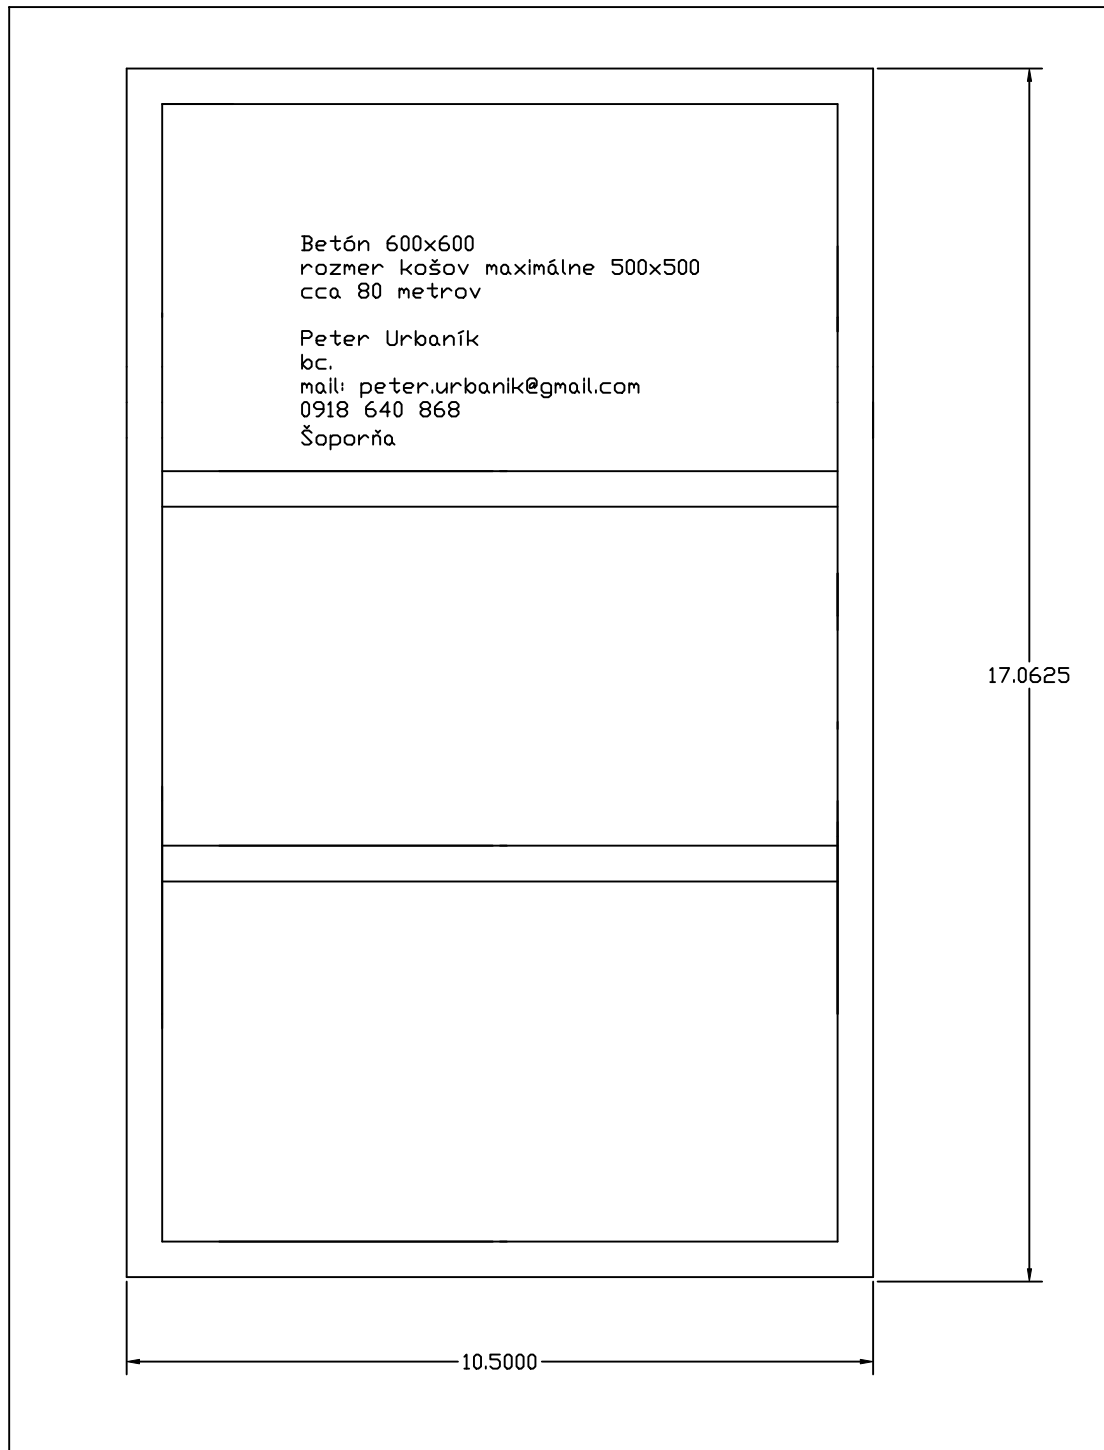 Betón 600x600
rozmer košov maximálne 500x500
cca 80 metrov
Peter Urbaník
bc.
mail: peter.urbanik@gmail.com
0918 640 868
Šoporňa
17.0625
10.5000